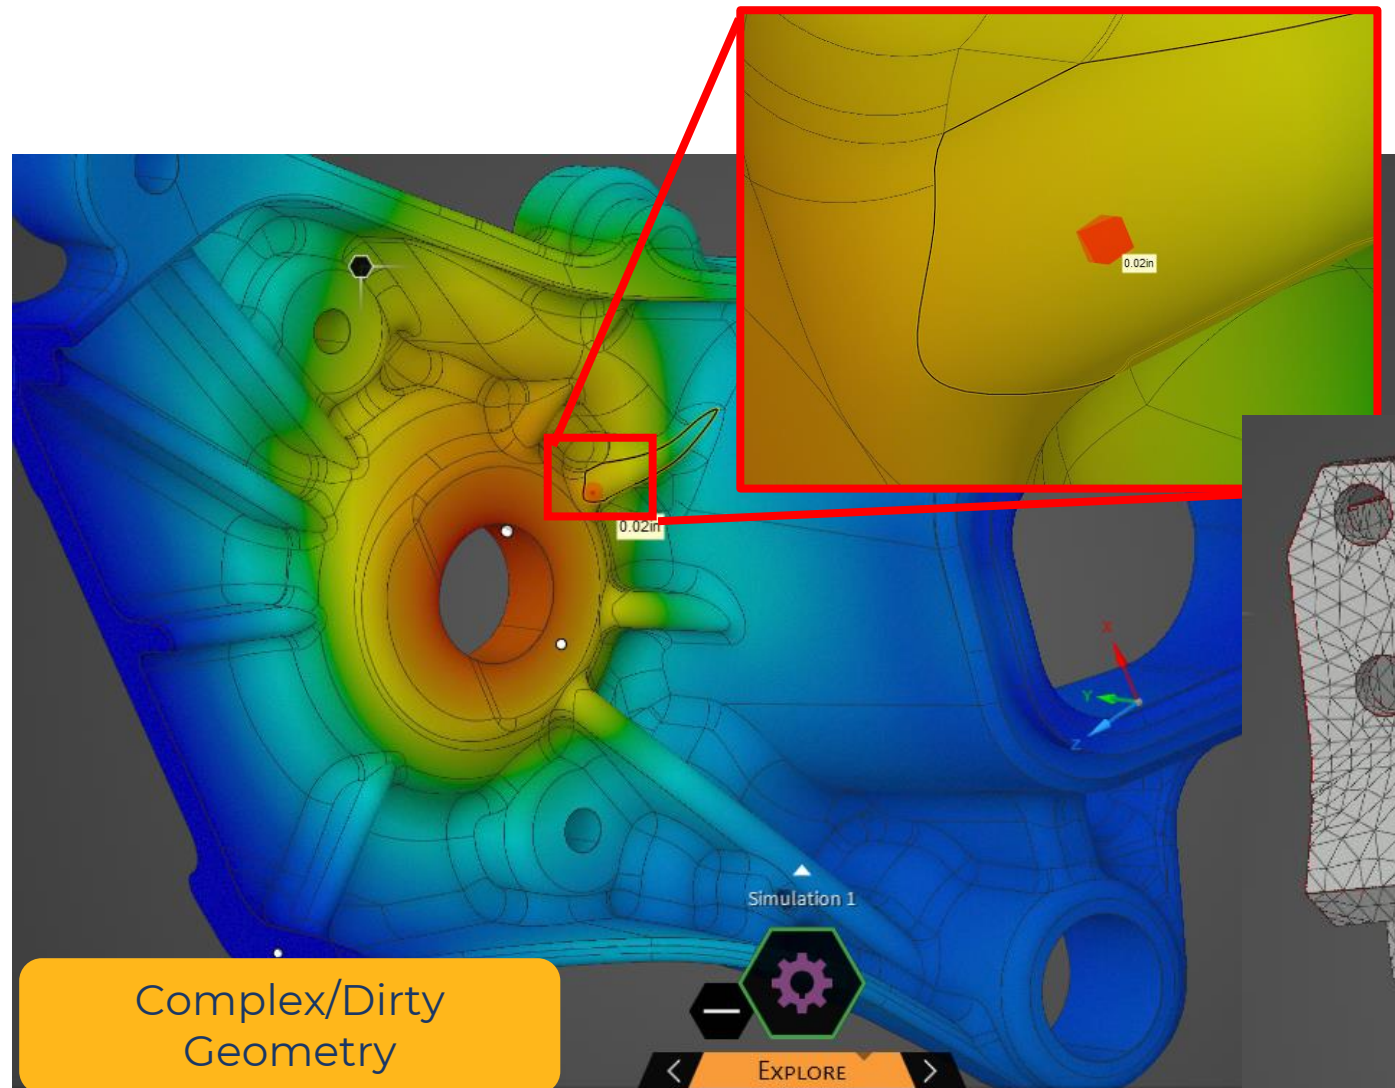 0.02in
0.02in
X
Y
Z
Simulation 1
Complex/Dirty
Geometry
EXPLORE